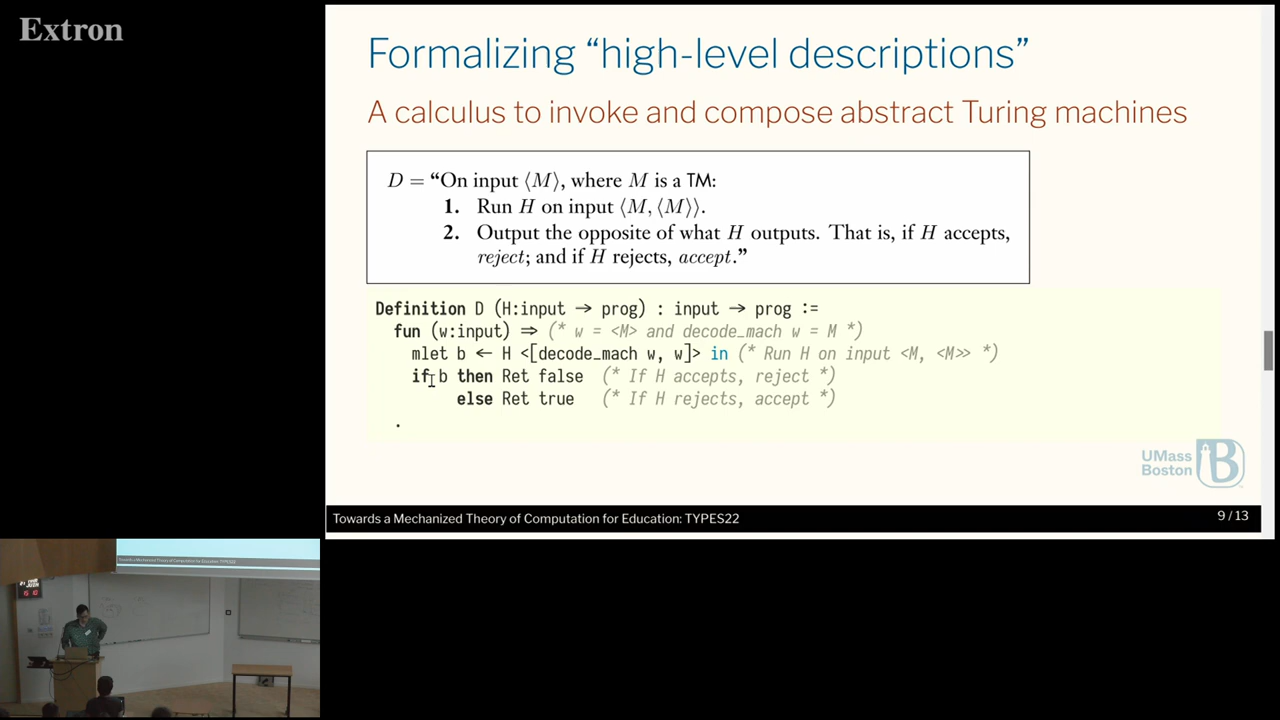 Extron
Formalizing “high-level descriptions”
A calculus to invoke and compose abstract Turing machines
D = “On input ⟨M⟩, where M is a TM:
1. Run H on input ⟨M, ⟨M⟩⟩.
2. Output the opposite of what H outputs. That is, if H accepts,
reject; and if H rejects, accept.”
Definition D (H:input → prog) : input → prog :=
fun (w:input) ⇒ (* w = <M> and decode_mach w = M *)
mlet b ← H <[decode_mach w, w]> in (* Run H on input <M, <M>> *)
if b then Ret false (* If H accepts, reject *)
else Ret true (* If H rejects, accept *)
.
UMass
Boston
B
Towards a Mechanized Theory of Computation for Education: TYPES22
9 / 13